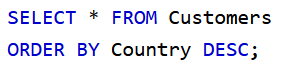 SELECT * FROM Customers
ORDER BY Country DESC;